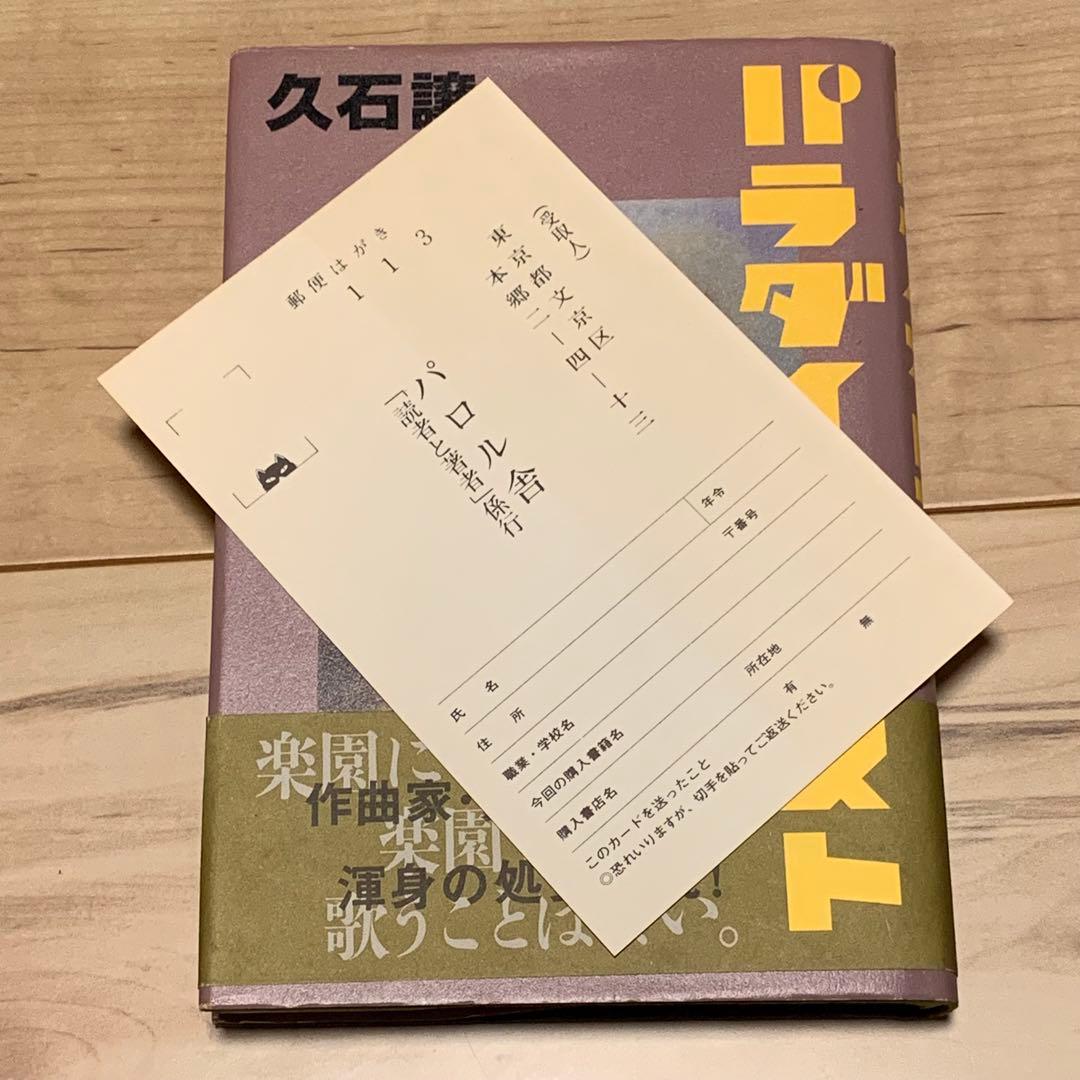 久石譲
パラダイ
スト
楽園に
作曲家・
楽園
渾身の処
!
歌うことは
い。
郵便はがき
113
(受取人)
東京都文京区
本郷二ー四ー十三
パロル舎
「読者と著者」係行
氏名
年令
住所
〒番号
職業・学校名
今回の購入書籍名
購入書店名
所在地
このカードを送ったこと 有 無
◎恐れいりますが、切手を貼ってご返送ください。